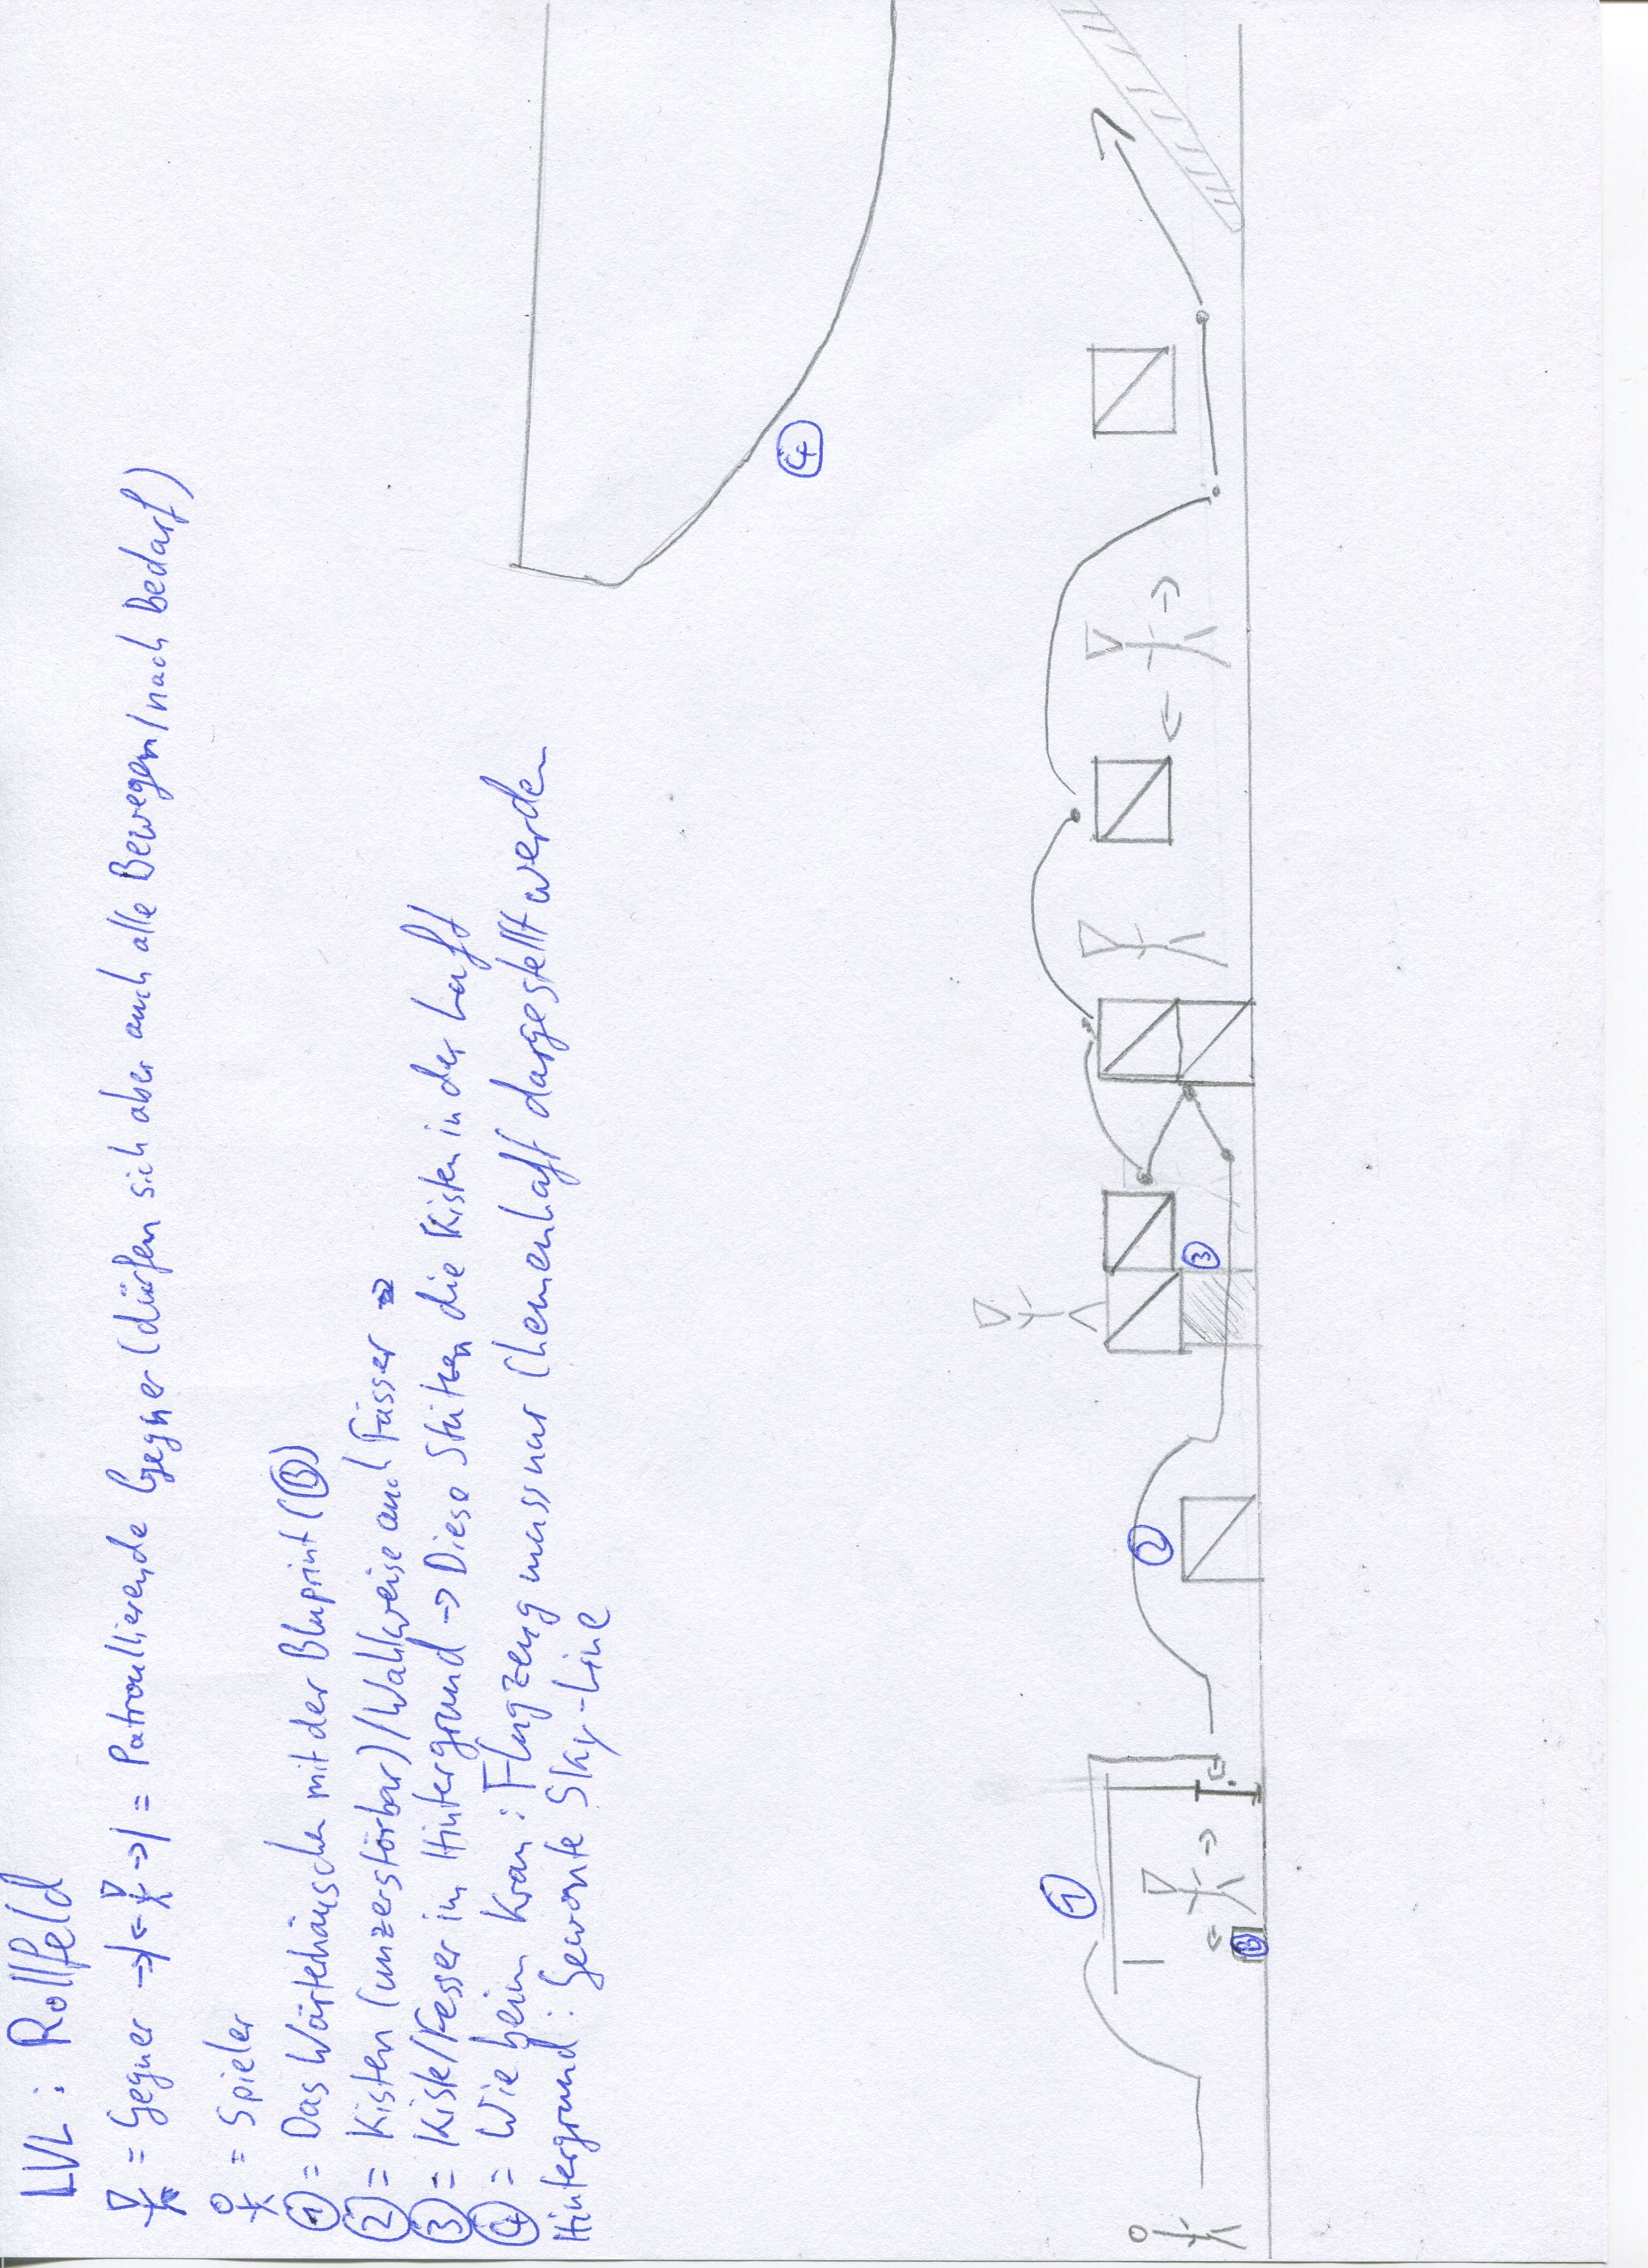 LVL : Rollfeld
= Gegner →|← →| = Patroullierende Gegner (dürfen sich aber auch alle Bewegen / nach Bedarf)
= Spieler
① = Das Wärterhäuschen mit der Bluprint (Ⓑ)
② = Kisten (unzerstörbar) / Wahlweise auch Fässer
③ = Kiste/Fesser im Hintergrund → Diese Stützen die Kisten in der Luft
④ = Wie beim Kran : Flugzeug muss nur Chemenhaft dargestellt werden
Hintergrund : Gewonte Sky-Line
④
①
②
③
Ⓑ